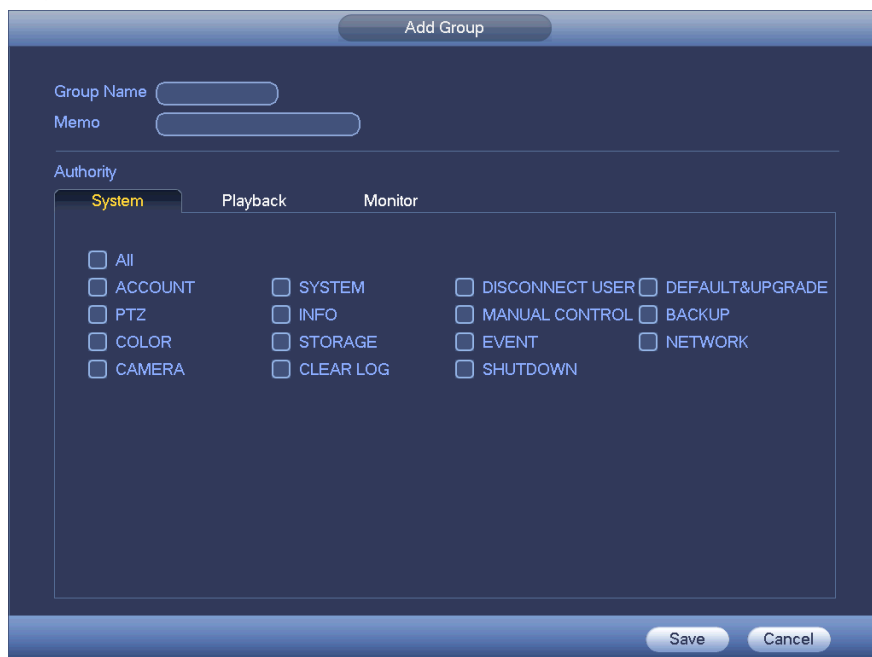 Add Group
Group Name
Memo
Authority
System Playback Monitor
All
ACCOUNT SYSTEM DISCONNECT USER DEFAULT&UPGRADE
PTZ INFO MANUAL CONTROL BACKUP
COLOR STORAGE EVENT NETWORK
CAMERA CLEAR LOG SHUTDOWN
Save Cancel